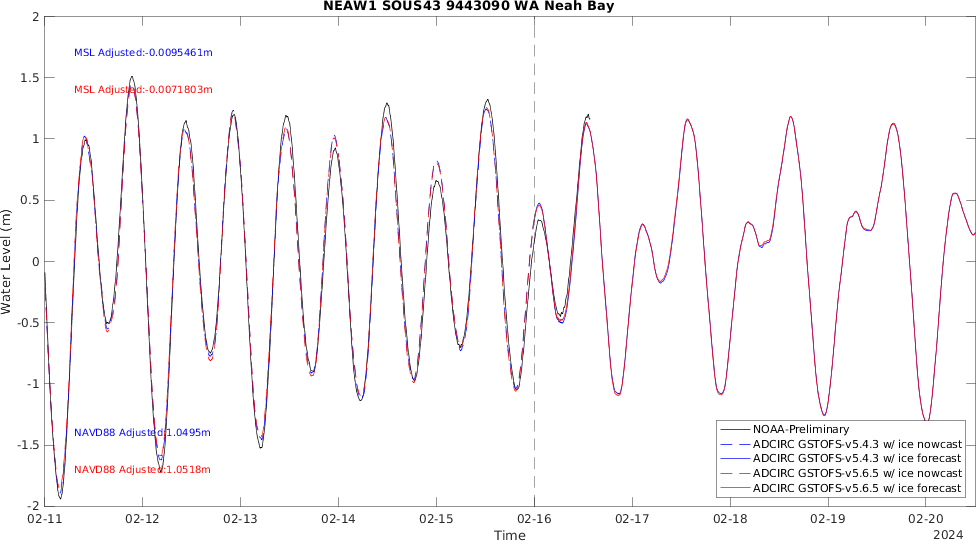 NEAW1 SOUS43 9443090 WA Neah Bay
2
1.5
1
0.5
0
-0.5
-1
-1.5
-2
Water Level (m)
MSL Adjusted:-0.0095461m
MSL Adjusted:-0.0071803m
NAVD88 Adjusted:1.0495m
NAVD88 Adjusted:1.0518m
NOAA-Preliminary
ADCIRC GSTOFS-v5.4.3 w/ ice nowcast
ADCIRC GSTOFS-v5.4.3 w/ ice forecast
ADCIRC GSTOFS-v5.6.5 w/ ice nowcast
ADCIRC GSTOFS-v5.6.5 w/ ice forecast
02-11 02-12 02-13 02-14 02-15 02-16 02-17 02-18 02-19 02-20
Time
2024